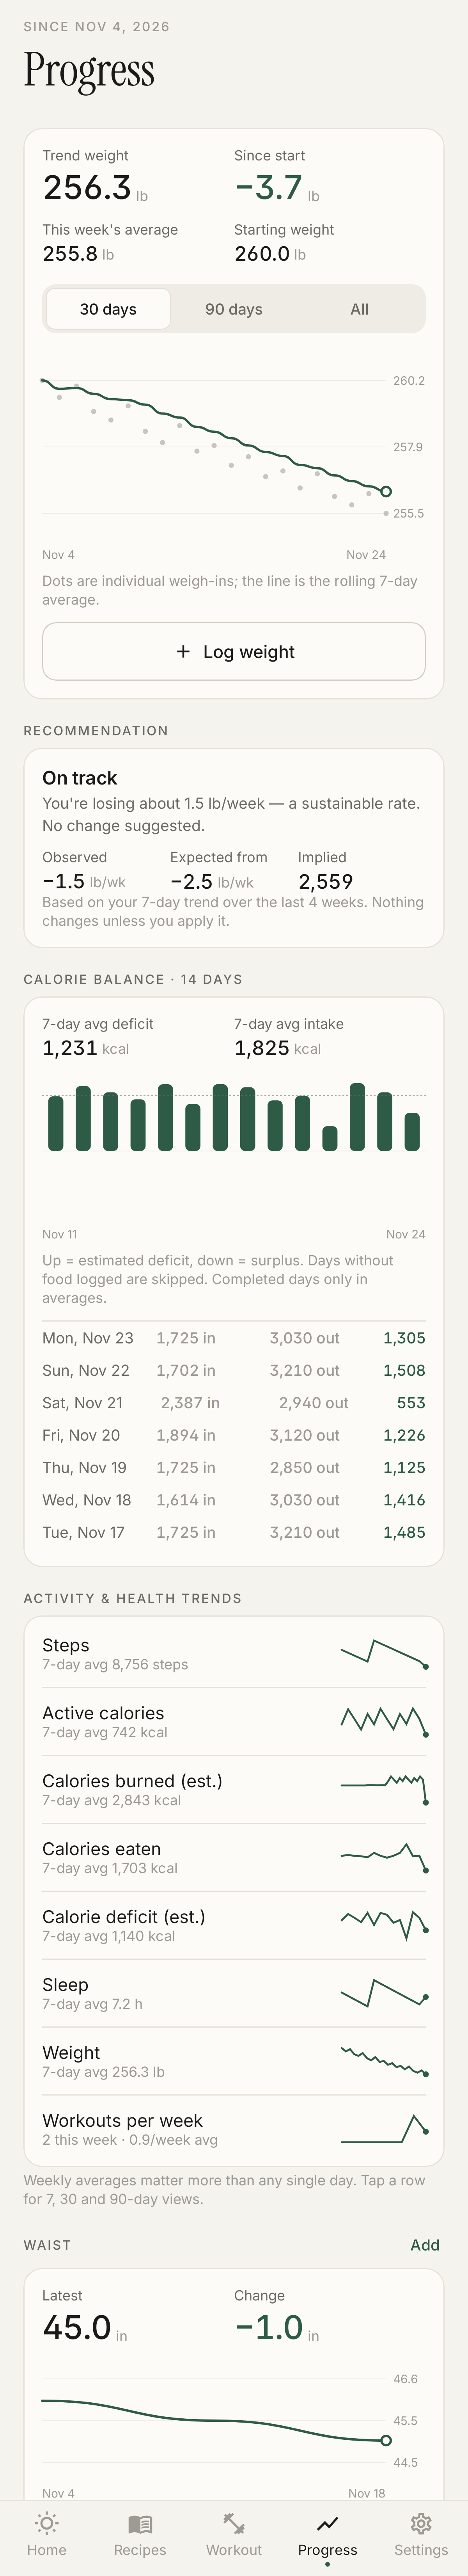 SINCE NOV 4, 2026
Progress
Trend weight
Since start
256.3 lb
−3.7 lb
This week's average
Starting weight
255.8 lb
260.0 lb
30 days
90 days
All
260.2
257.9
255.5
Nov 4
Nov 24
Dots are individual weigh-ins; the line is the rolling 7-day
average.
+ Log weight
RECOMMENDATION
On track
You're losing about 1.5 lb/week — a sustainable rate.
No change suggested.
Observed
Expected from
Implied
−1.5 lb/wk
−2.5 lb/wk
2,559
Based on your 7-day trend over the last 4 weeks. Nothing
changes unless you apply it.
CALORIE BALANCE · 14 DAYS
7-day avg deficit
7-day avg intake
1,231 kcal
1,825 kcal
Nov 11
Nov 24
Up = estimated deficit, down = surplus. Days without
food logged are skipped. Completed days only in
averages.
Mon, Nov 23 1,725 in 3,030 out 1,305
Sun, Nov 22 1,702 in 3,210 out 1,508
Sat, Nov 21 2,387 in 2,940 out 553
Fri, Nov 20 1,894 in 3,120 out 1,226
Thu, Nov 19 1,725 in 2,850 out 1,125
Wed, Nov 18 1,614 in 3,030 out 1,416
Tue, Nov 17 1,725 in 3,210 out 1,485
ACTIVITY & HEALTH TRENDS
Steps
7-day avg 8,756 steps
Active calories
7-day avg 742 kcal
Calories burned (est.)
7-day avg 2,843 kcal
Calories eaten
7-day avg 1,703 kcal
Calorie deficit (est.)
7-day avg 1,140 kcal
Sleep
7-day avg 7.2 h
Weight
7-day avg 256.3 lb
Workouts per week
2 this week · 0.9/week avg
Weekly averages matter more than any single day. Tap a row
for 7, 30 and 90-day views.
WAIST
Add
Latest
Change
45.0 in
−1.0 in
46.6
45.5
44.5
Nov 4
Nov 18
Home
Recipes
Workout
Progress
Settings